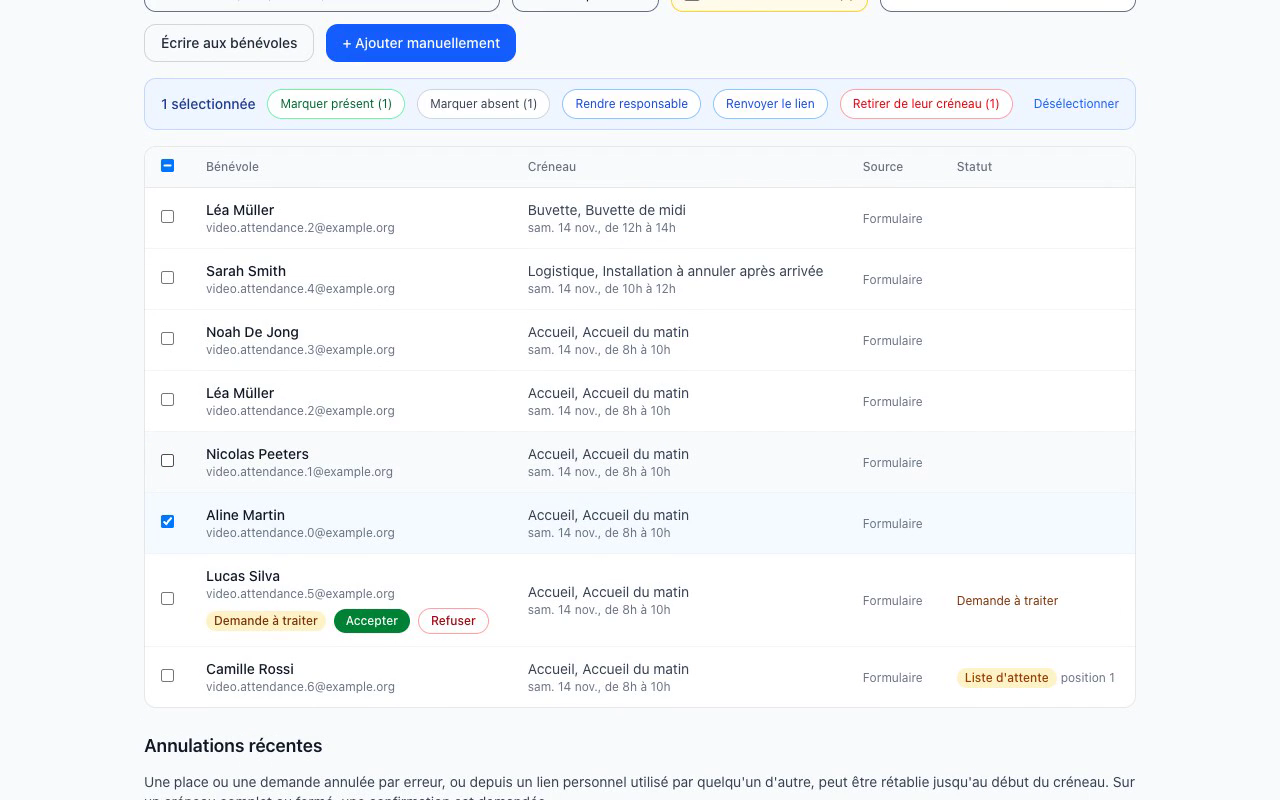 Écrire aux bénévoles
+ Ajouter manuellement
1 sélectionnée
Marquer présent (1)
Marquer absent (1)
Rendre responsable
Renvoyer le lien
Retirer de leur créneau (1)
Désélectionner
Bénévole Créneau Source Statut
Léa Müller
video.attendance.2@example.org
Buvette, Buvette de midi
sam. 14 nov., de 12h à 14h
Formulaire
Sarah Smith
video.attendance.4@example.org
Logistique, Installation à annuler après arrivée
sam. 14 nov., de 10h à 12h
Formulaire
Noah De Jong
video.attendance.3@example.org
Accueil, Accueil du matin
sam. 14 nov., de 8h à 10h
Formulaire
Léa Müller
video.attendance.2@example.org
Accueil, Accueil du matin
sam. 14 nov., de 8h à 10h
Formulaire
Nicolas Peeters
video.attendance.1@example.org
Accueil, Accueil du matin
sam. 14 nov., de 8h à 10h
Formulaire
Aline Martin
video.attendance.0@example.org
Accueil, Accueil du matin
sam. 14 nov., de 8h à 10h
Formulaire
Lucas Silva
video.attendance.5@example.org
Demande à traiter
Accepter
Refuser
Accueil, Accueil du matin
sam. 14 nov., de 8h à 10h
Formulaire
Demande à traiter
Camille Rossi
video.attendance.6@example.org
Accueil, Accueil du matin
sam. 14 nov., de 8h à 10h
Formulaire
Liste d'attente position 1
Annulations récentes
Une place ou une demande annulée par erreur, ou depuis un lien personnel utilisé par quelqu'un d'autre, peut être rétablie jusqu'au début du créneau. Sur